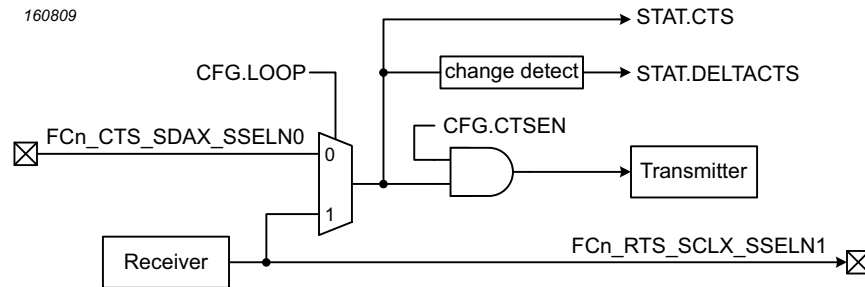 160809
STAT.CTS
CFG.LOOP
change detect
STAT.DELTACTS
FCn_CTS_SDAX_SSELN0
CFG.CTSEN
0
Transmitter
1
FCn_RTS_SCLX_SSELN1
Receiver